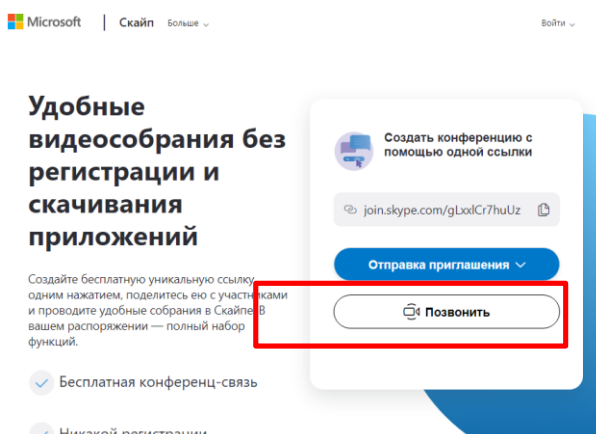 Microsoft | Скайп Больше Войти
Удобные
видеособрания без
регистрации и
скачивания
приложений
Создайте бесплатную уникальную ссылку
одним нажатием, поделитесь ею с участниками
и проводите удобные собрания в Скайпе. В
вашем распоряжении — полный набор
функций.
Бесплатная конференц-связь
Никакой регистрации
Создать конференцию с
помощью одной ссылки
join.skype.com/gLxxlCr7huUz
Отправка приглашения
Позвонить